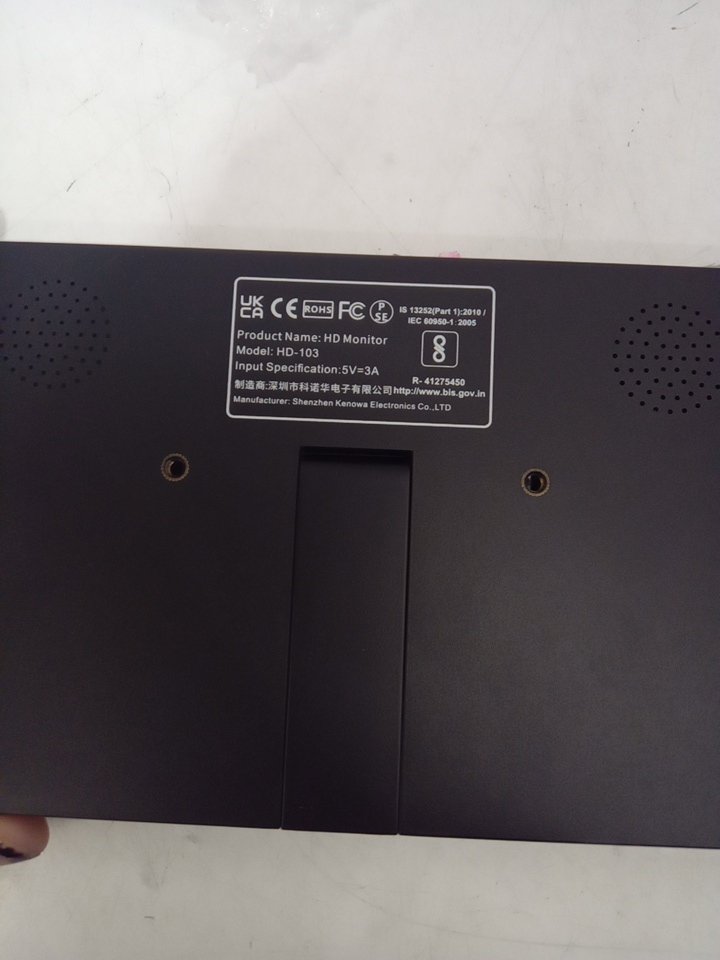 UK CA CE ROHS FC PSE IS 13252(Part 1):2010 /
IEC 60950-1:2005
Product Name: HD Monitor
Model: HD-103
Input Specification:5V=3A
R- 41275450
制造商:深圳市科诺华电子有限公司 http://www.bis.gov.in
Manufacturer: Shenzhen Kenowa Electronics Co.,LTD